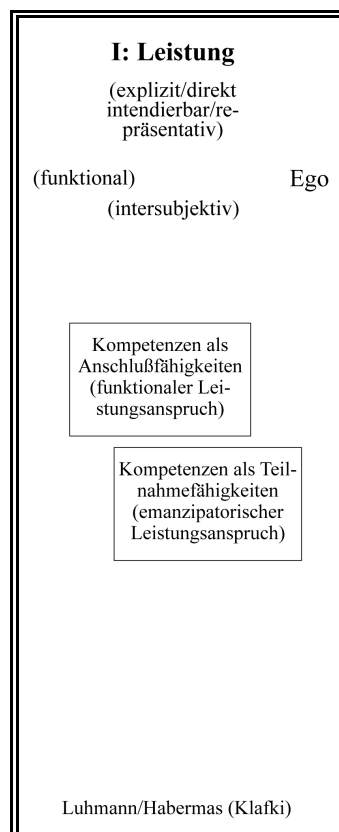 I: Leistung
(explizit/direkt
intendierbar/re-
präsentativ)
(funktional) Ego
(intersubjektiv)
Kompetenzen als
Anschlußfähigkeiten
(funktionaler Lei-
stungsanspruch)
Kompetenzen als Teil-
nahmefähigkeiten
(emanzipatorischer
Leistungsanspruch)
Luhmann/Habermas (Klafki)